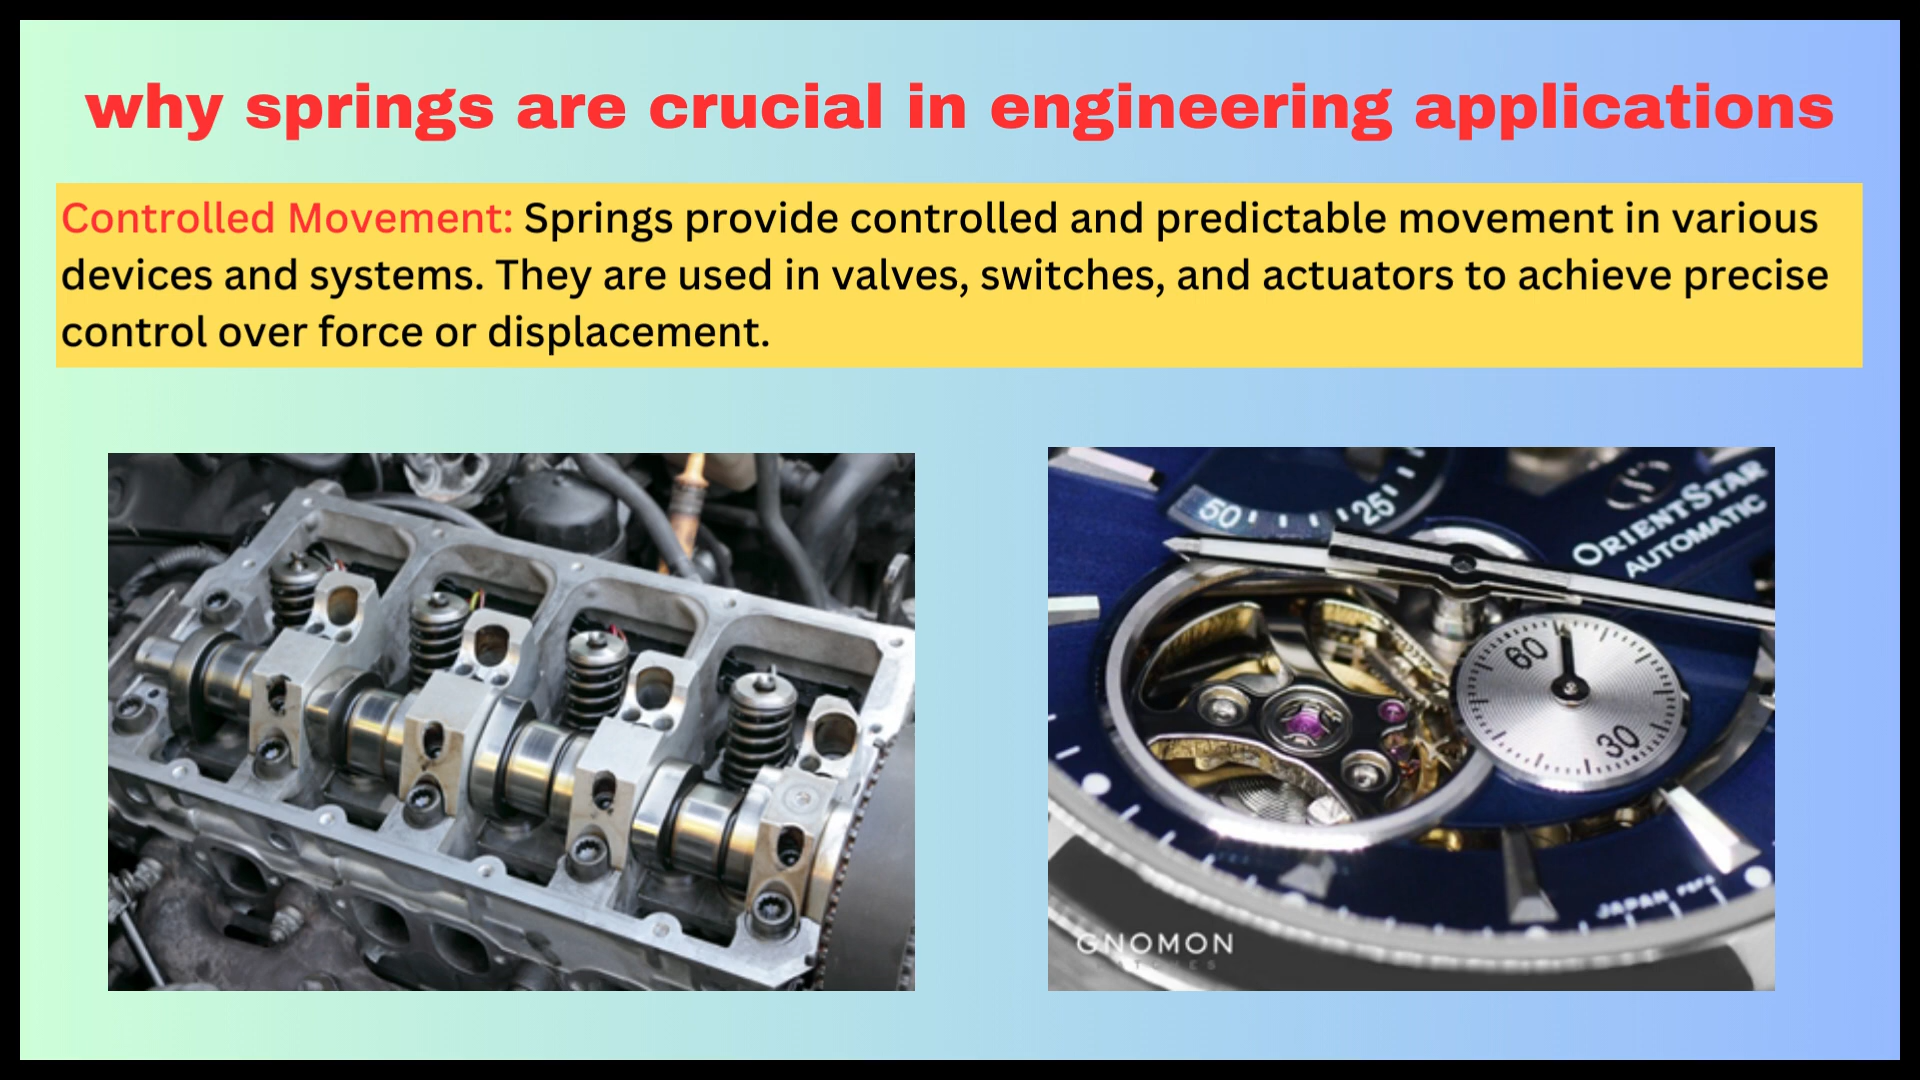 why springs are crucial in engineering applications
Controlled Movement: Springs provide controlled and predictable movement in various
devices and systems. They are used in valves, switches, and actuators to achieve precise
control over force or displacement.
50
25
ORIENTSTAR
AUTOMATIC
60
30
JAPAN
GNOMON